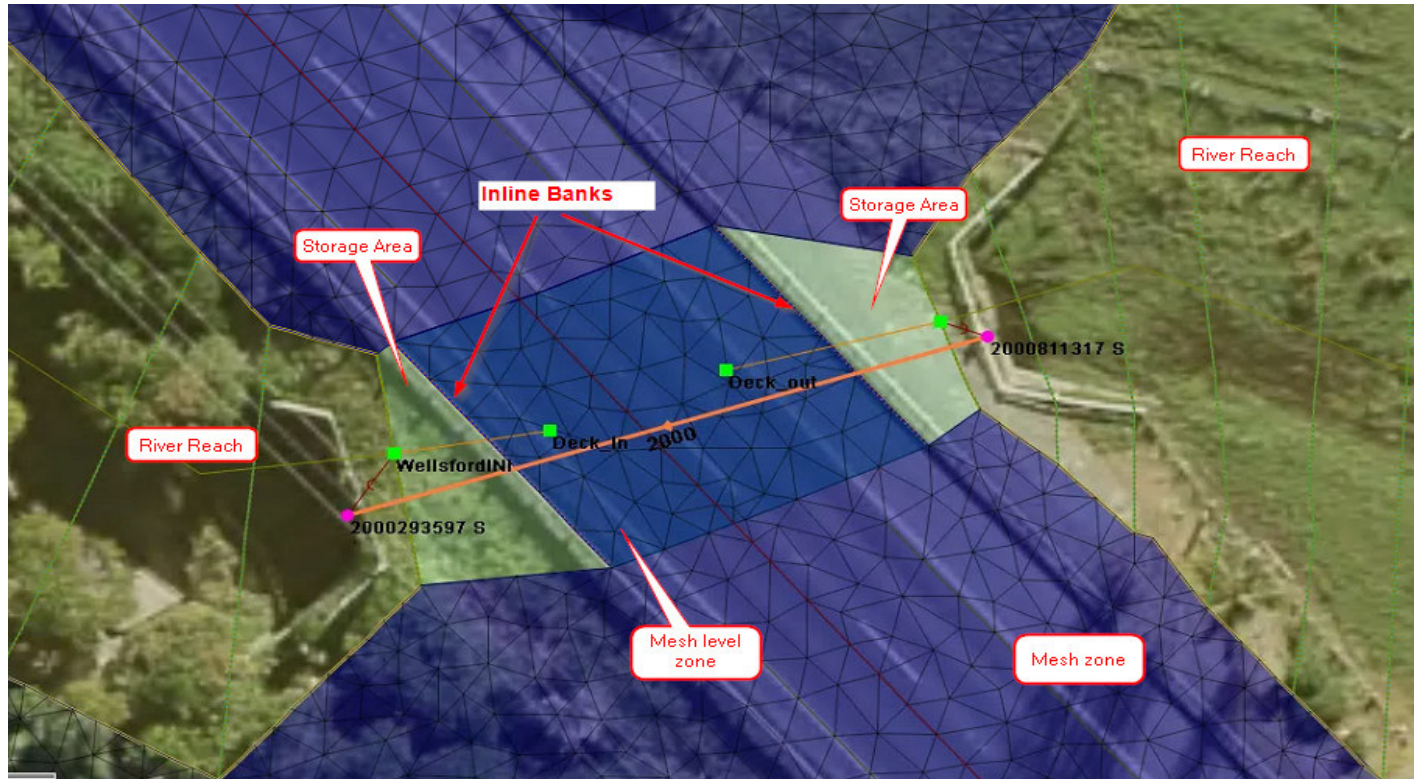 River Reach
Inline Banks
Storage Area
Storage Area
2000811317 S
Deck_out
2000
Deck_In
River Reach
WellsfordINl
2000293597 S
Mesh level
zone
Mesh zone